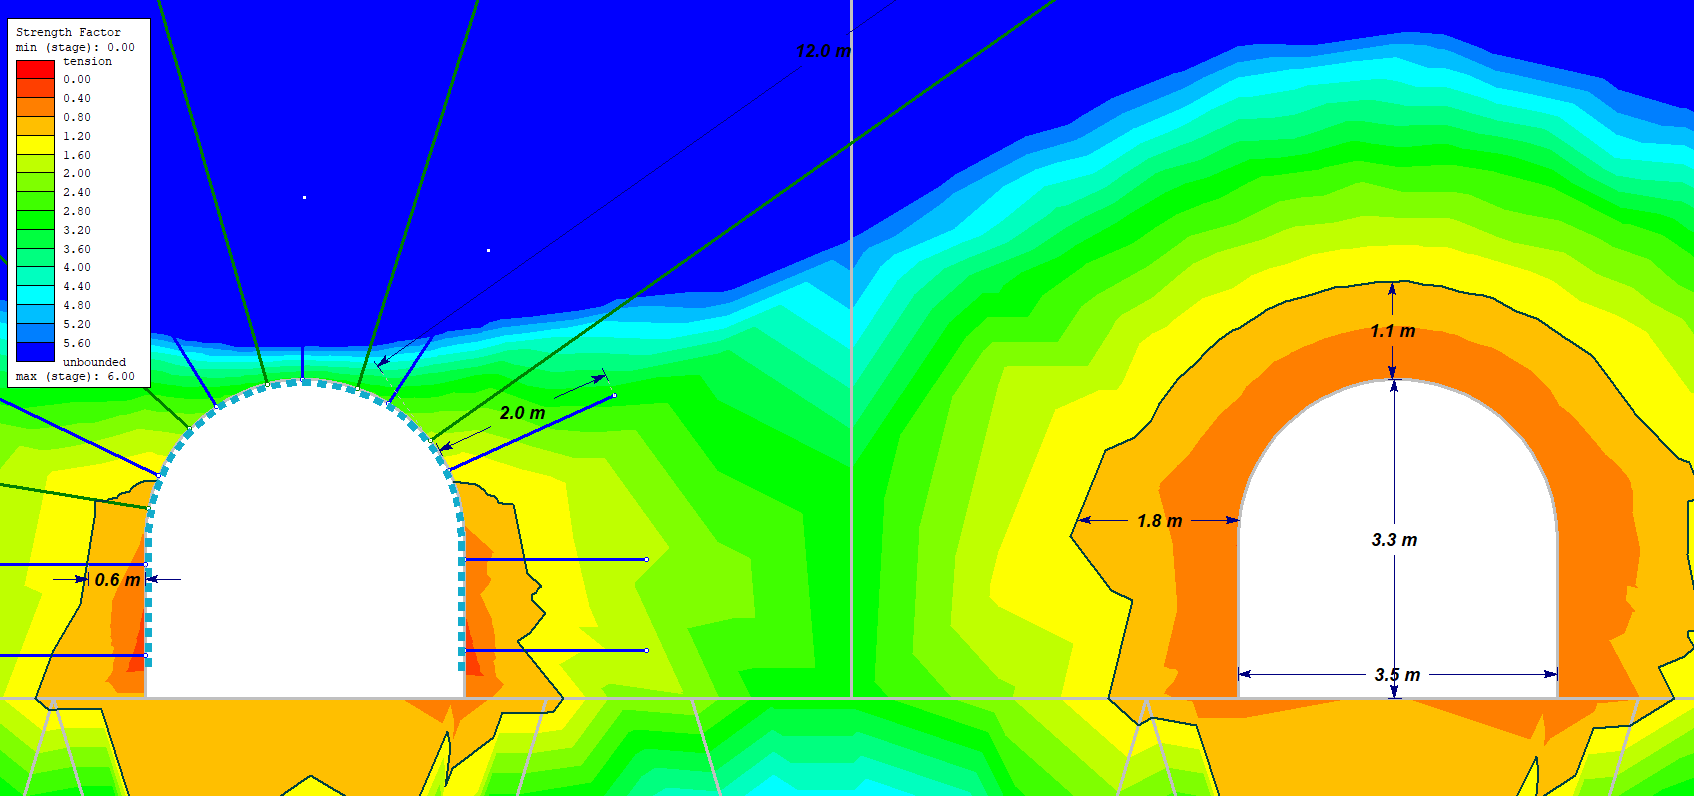 Strength Factor
min (stage): 0.00
tension
0.00
0.40
0.80
1.20
1.60
2.00
2.40
2.80
3.20
3.60
4.00
4.40
4.80
5.20
5.60
unbounded
max (stage): 6.00
12.0 m
2.0 m
0.6 m
1.1 m
1.8 m
3.3 m
3.5 m